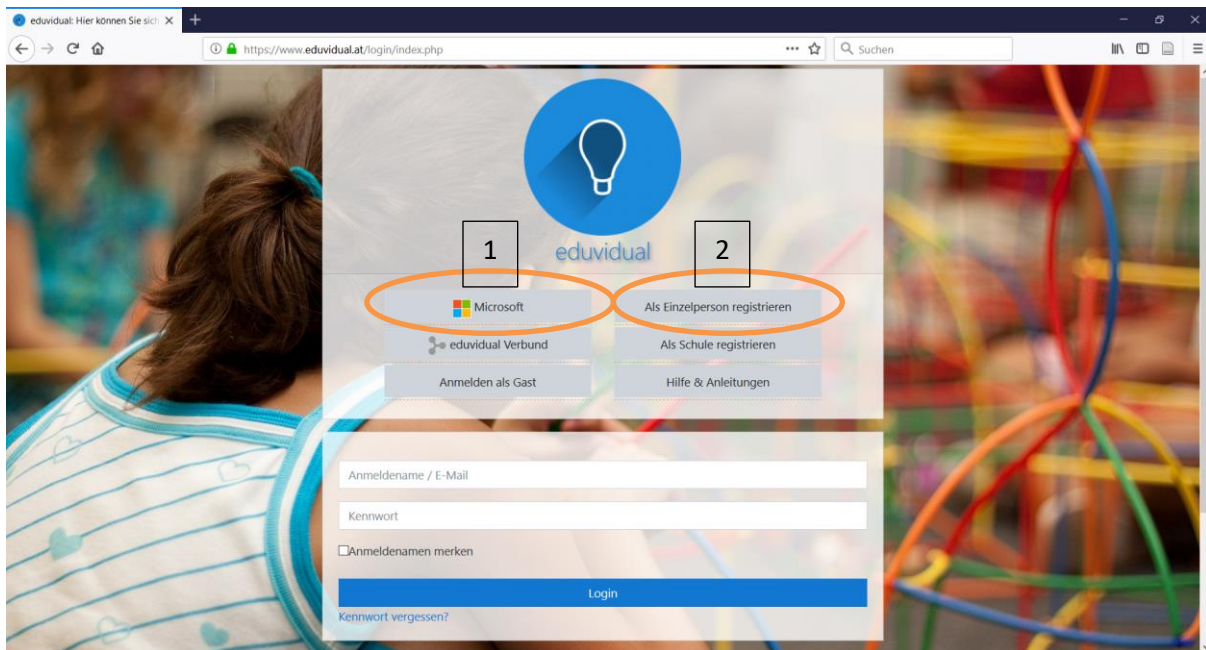 eduvidual: Hier können Sie sich
https://www.eduvidual.at/login/index.php
Suchen
1
2
eduvidual
Microsoft
Als Einzelperson registrieren
eduvidual Verbund
Als Schule registrieren
Anmelden als Gast
Hilfe & Anleitungen
Anmeldename / E-Mail
Kennwort
Anmeldenamen merken
Login
Kennwort vergessen?